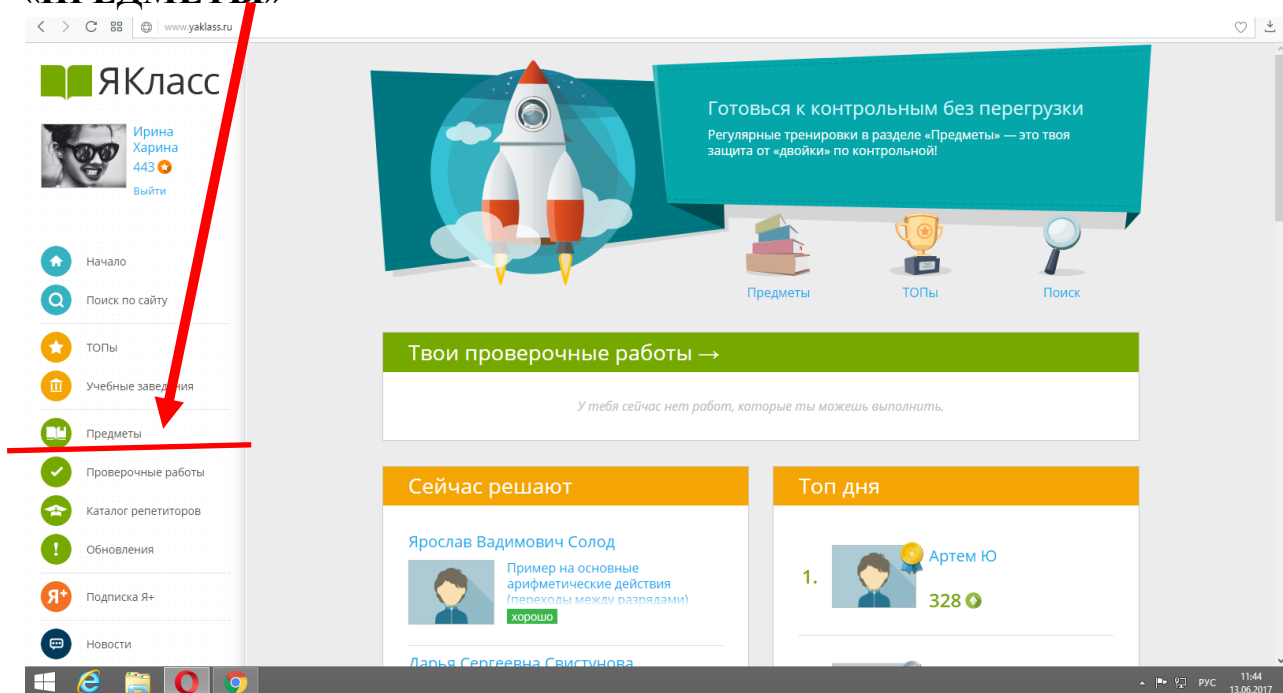 «ПРЕДМЕТЫ»
www.yaklass.ru
ЯКласс
Ирина
Харина
443
Выйти
Начало
Поиск по сайту
ТОПы
Учебные заведения
Предметы
Проверочные работы
Каталог репетиторов
Обновления
Я+
Подписка Я+
Новости
Готовься к контрольным без перегрузки
Регулярные тренировки в разделе «Предметы» — это твоя
защита от «двойки» по контрольной!
Предметы
ТОПы
Поиск
Твои проверочные работы →
У тебя сейчас нет работ, которые ты можешь выполнить.
Сейчас решают
Ярослав Вадимович Солод
Пример на основные
арифметические действия
(переходы между разрядами)
хорошо
Дарья Сергеевна Свистунова
Топ дня
1.
Артем Ю
328
РУС
11:44
13.06.2017